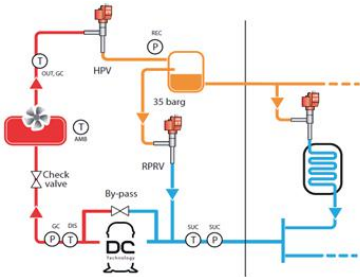 REC
P
T
OUT, GC
HPV
35 barg
T
AMB
RPRV
Check
valve
By-pass
GC
DIS
P
T
DC
Technology
SUC
SUC
T
P